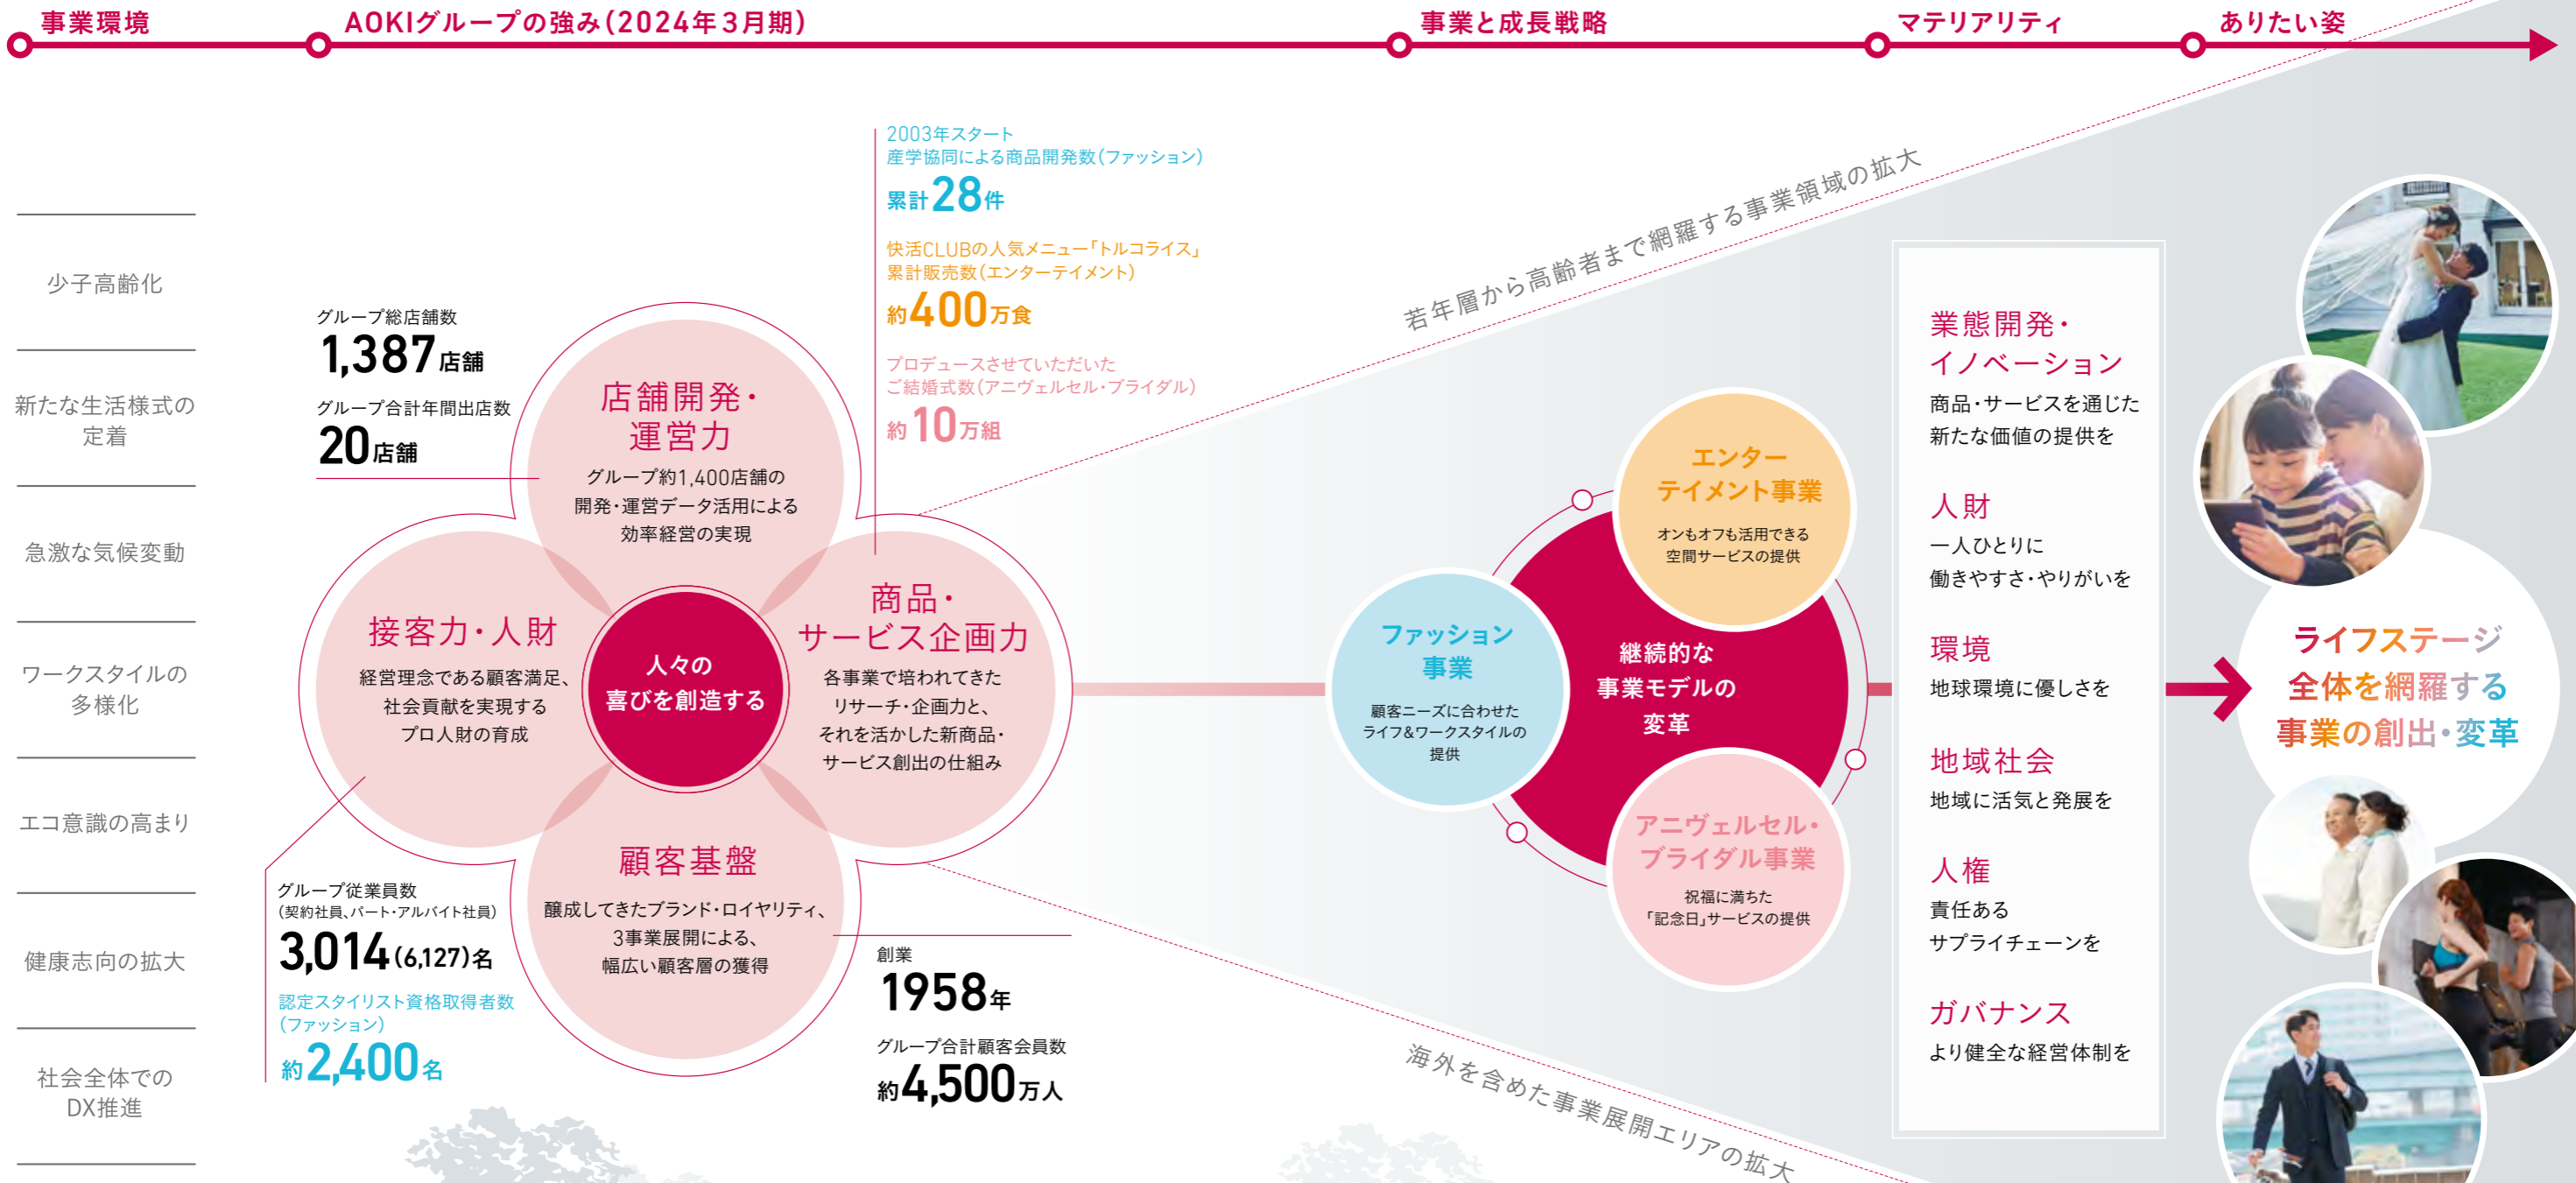 事業環境
AOKIグループの強み（2024年3月期）
事業と成長戦略
マテリアリティ
ありたい姿
少子高齢化
新たな生活様式の
定着
急激な気候変動
ワークスタイルの
多様化
エコ意識の高まり
健康志向の拡大
社会全体での
DX推進
グループ総店舗数
1,387店舗
グループ合計年間出店数
20店舗
店舗開発・
運営力
グループ約1,400店舗の
開発・運営データ活用による
効率経営の実現
2003年スタート
産学協同による商品開発数（ファッション）
累計28件
快活CLUBの人気メニュー「トルコライス」
累計販売数（エンターテイメント）
約400万食
プロデュースさせていただいた
ご結婚式数（アニヴェルセル・ブライダル）
約10万組
接客力・人財
経営理念である顧客満足、
社会貢献を実現する
プロ人財の育成
人々の
喜びを創造する
商品・
サービス企画力
各事業で培われてきた
リサーチ・企画力と、
それを活かした新商品・
サービス創出の仕組み
顧客基盤
醸成してきたブランド・ロイヤリティ、
3事業展開による、
幅広い顧客層の獲得
グループ従業員数
（契約社員、パート・アルバイト社員）
3,014（6,127）名
認定スタイリスト資格取得者数
（ファッション）
約2,400名
創業
1958年
グループ合計顧客会員数
約4,500万人
若年層から高齢者まで網羅する事業領域の拡大
エンター
テイメント事業
オンもオフも活用できる
空間サービスの提供
ファッション
事業
顧客ニーズに合わせた
ライフ&ワークスタイルの
提供
継続的な
事業モデルの
変革
アニヴェルセル・
ブライダル事業
祝福に満ちた
「記念日」サービスの提供
海外を含めた事業展開エリアの拡大
業態開発・
イノベーション
商品・サービスを通じた
新たな価値の提供を
人財
一人ひとりに
働きやすさ・やりがいを
環境
地球環境に優しさを
地域社会
地域に活気と発展を
人権
責任ある
サプライチェーンを
ガバナンス
より健全な経営体制を
ライフステージ
全体を網羅する
事業の創出・変革